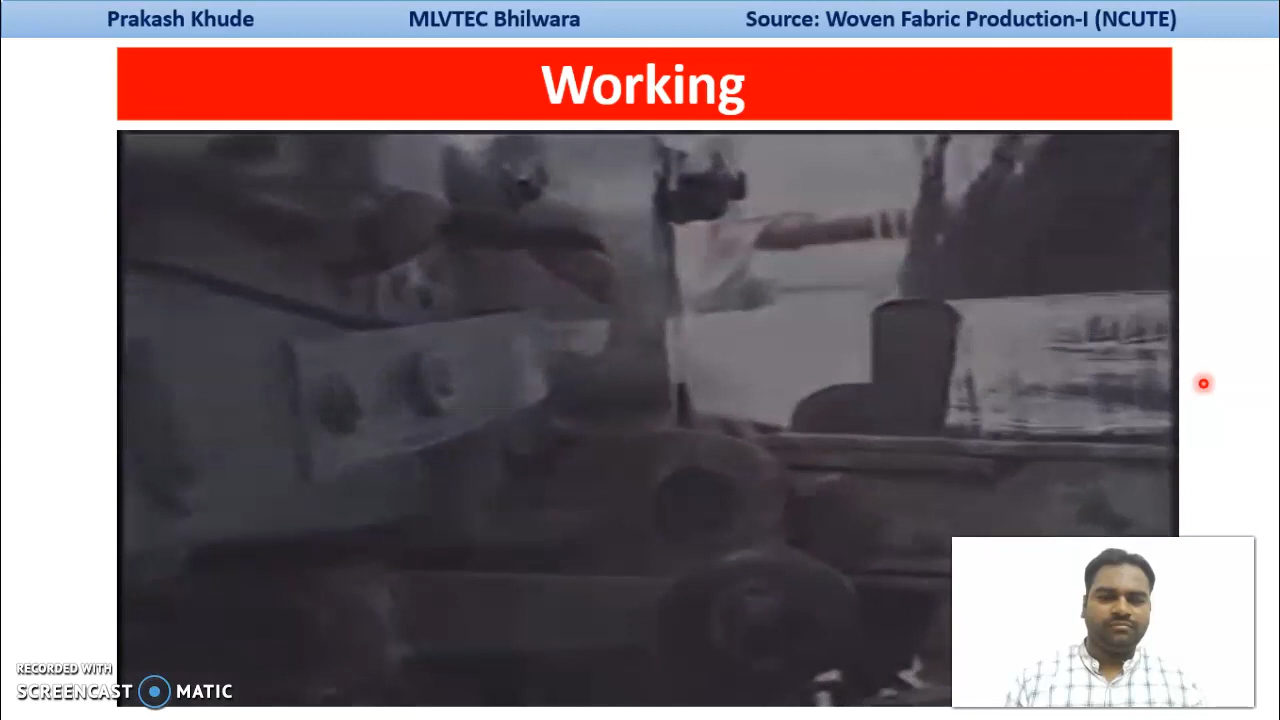 Prakash Khude MLVTEC Bhilwara Source: Woven Fabric Production-I (NCUTE)
Working
RECORDED WITH
SCREENCAST MATIC